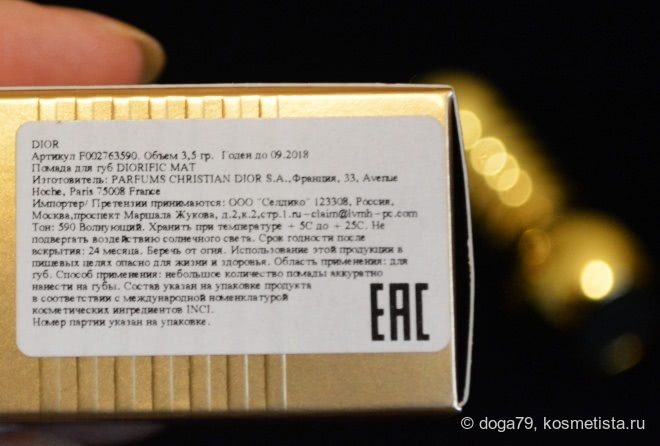 DIOR
Артикул F002763590. Объем 3,5 гр. Годен до 09.2018
Помада для губ DIORIFIC MAT
Изготовитель: PARFUMS CHRISTIAN DIOR S.A.,Франция, 33, Avenue
Hoche, Paris 75008 France
Импортер/ Претензии принимаются: ООО "Селдико" 123308, Россия,
Москва,проспект Маршала Жукова, д.2,к.2,стр.1.ru-claim@lvmh-pc.com
Тон: 590 Волнующий. Хранить при температуре + 5С до + 25С. Не
подвергать воздействию солнечного света. Срок годности после
вскрытия: 24 месяца. Беречь от огня. Использование этой продукции в
пищевых целях опасно для жизни и здоровья. Область применения: для
губ. Способ применения: небольшое количество помады аккуратно
нанести на губы. Состав указан на упаковке продукта
в соответствии с международной номенклатурой
косметических ингредиентов INCI.
Номер партии указан на упаковке.
EAC
© doga79, kosmetista.ru